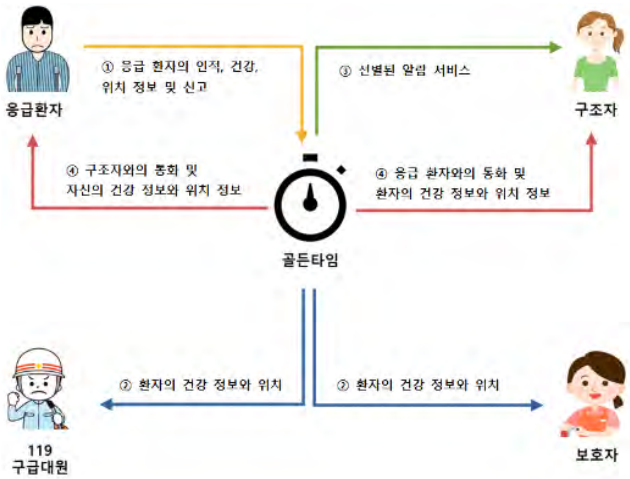 ① 응급 환자의 인적, 건강,
위치 정보 및 신고
③ 선별된 알림 서비스
응급환자
구조자
④ 구조자와의 통화 및
자신의 건강 정보와 위치 정보
④ 응급 환자와의 통화 및
환자의 건강 정보와 위치 정보
골든타임
② 환자의 건강 정보와 위치
② 환자의 건강 정보와 위치
119
구급대원
보호자